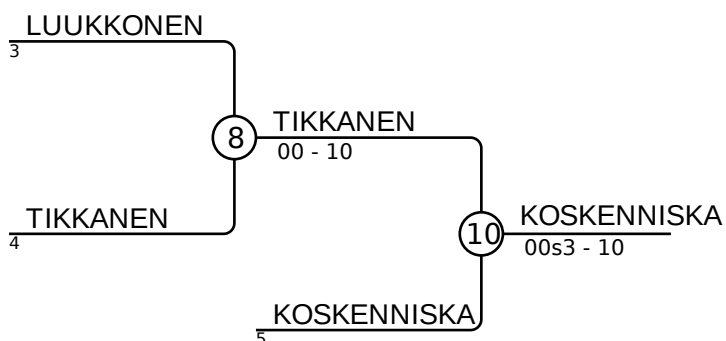 LUUKKONEN
3
8
TIKKANEN
00 - 10
TIKKANEN
4
10
KOSKENNISKA
00s3 - 10
KOSKENNISKA
5